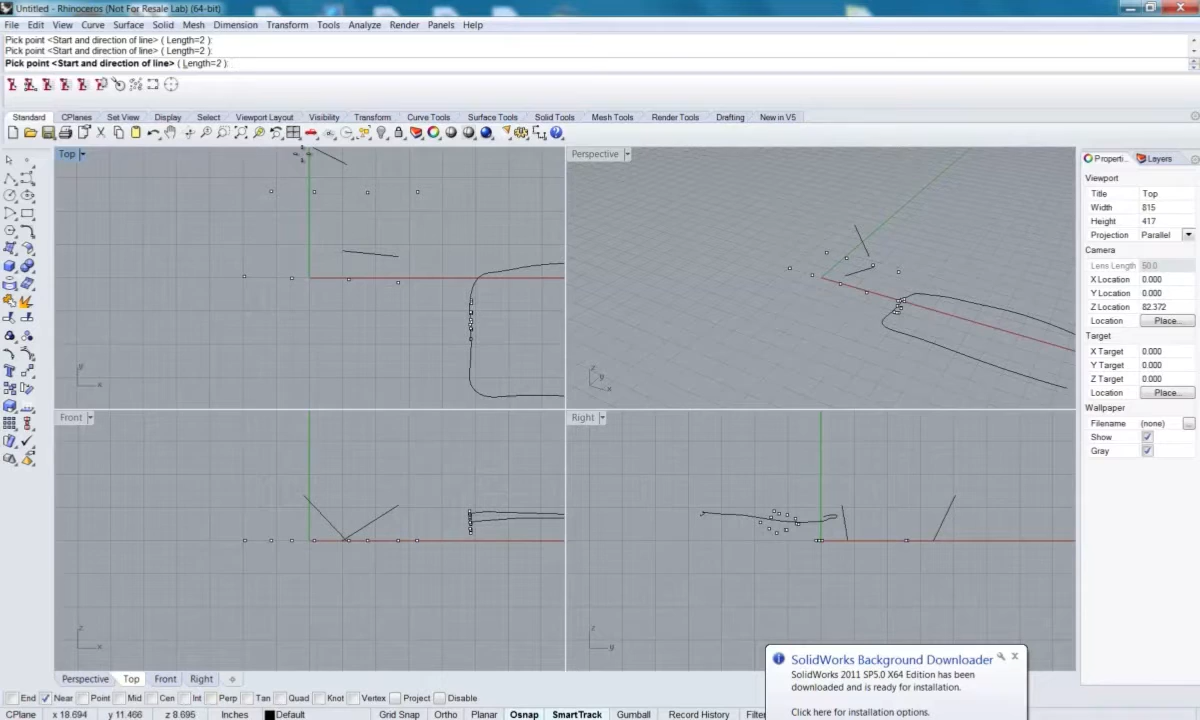 Untitled - Rhinoceros (Not For Resale Lab) (64-bit)
File Edit View Curve Surface Solid Mesh Dimension Transform Tools Analyze Render Panels Help
Pick point <Start and direction of line> ( Length=2 ):
Pick point <Start and direction of line> ( Length=2 ):
Pick point <Start and direction of line> ( Length=2 ):
Standard CPlanes Set View Display Select Viewport Layout Visibility Transform Curve Tools Surface Tools Solid Tools Mesh Tools Render Tools Drafting New in V5
Top
Perspective
Properti... Layers
Viewport
Title Top
Width 815
Height 417
Projection Parallel
Camera
Lens Length 50.0
X Location 0.000
Y Location 0.000
Z Location 82.372
Location Place...
Target
X Target 0.000
Y Target 0.000
Z Target 0.000
Location Place...
Wallpaper
Filename (none) ...
Show
Gray
y
x
z
y
x
Front
Right
z
x
z
y
SolidWorks Background Downloader
SolidWorks 2011 SP5.0 X64 Edition has been
downloaded and is ready for installation.
Click here for installation options.
Perspective Top Front Right
End Near Point Mid Cen Int Perp Tan Quad Knot Vertex Project Disable
CPlane x 18.694 y 11.466 z 8.695 Inches Default Grid Snap Ortho Planar Osnap SmartTrack Gumball Record History Filter